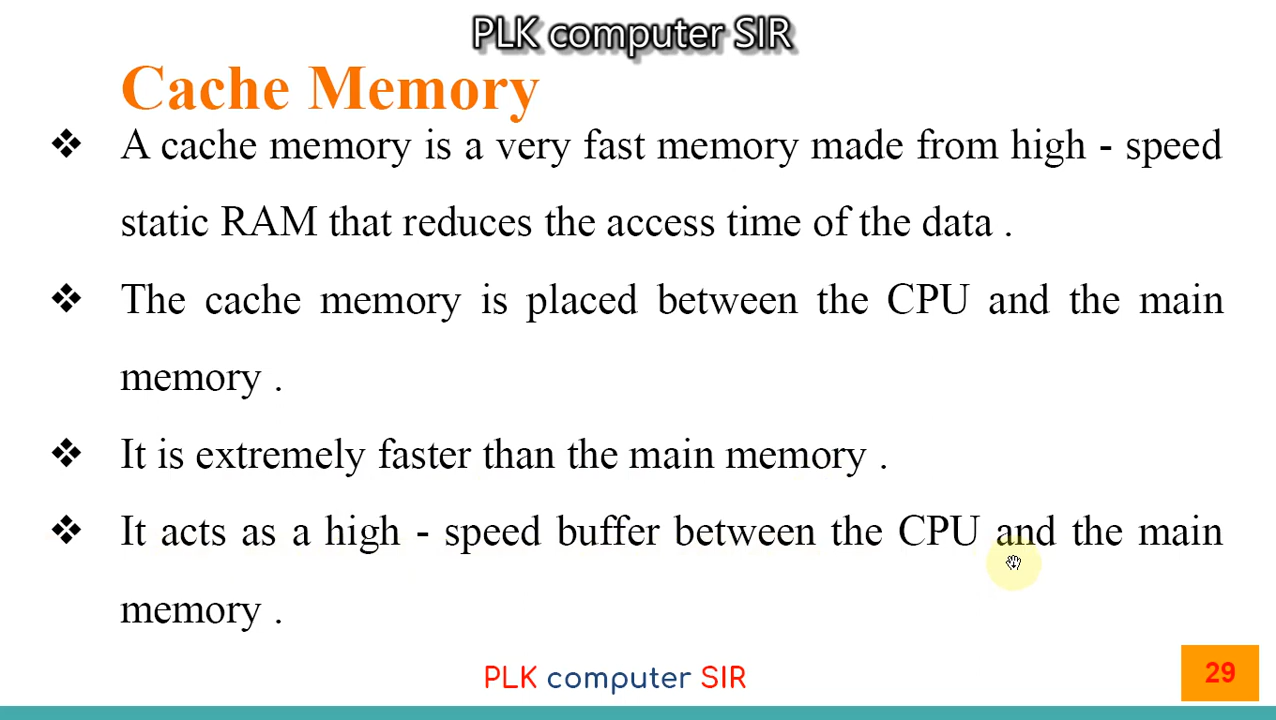 PLK computer SIR
Cache Memory
❖ A cache memory is a very fast memory made from high - speed
static RAM that reduces the access time of the data .
❖ The cache memory is placed between the CPU and the main
memory .
❖ It is extremely faster than the main memory .
❖ It acts as a high - speed buffer between the CPU and the main
memory .
PLK computer SIR
29